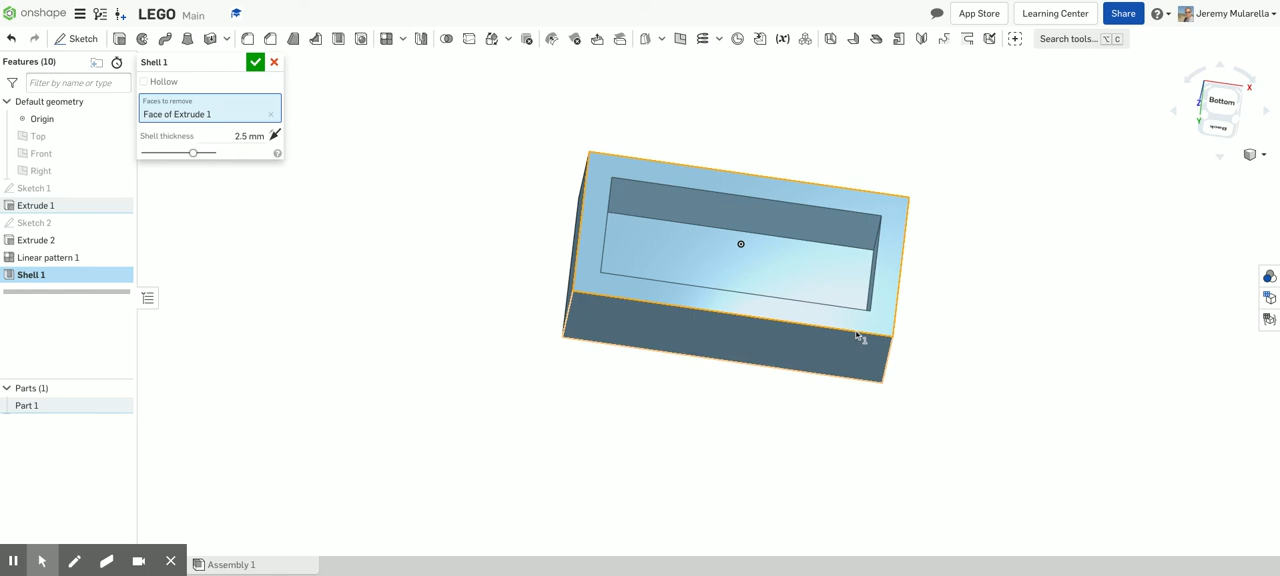 onshape LEGO Main App Store Learning Center Share Jeremy Mularella
Sketch Search tools... ⌥ C
Features (10)
Filter by name or type
Default geometry
Origin
Top
Front
Right
Sketch 1
Extrude 1
Sketch 2
Extrude 2
Linear pattern 1
Shell 1
Parts (1)
Part 1
Shell 1
Hollow
Faces to remove
Face of Extrude 1
Shell thickness 2.5 mm
Bottom
Back
X
Z
Y
1
Assembly 1